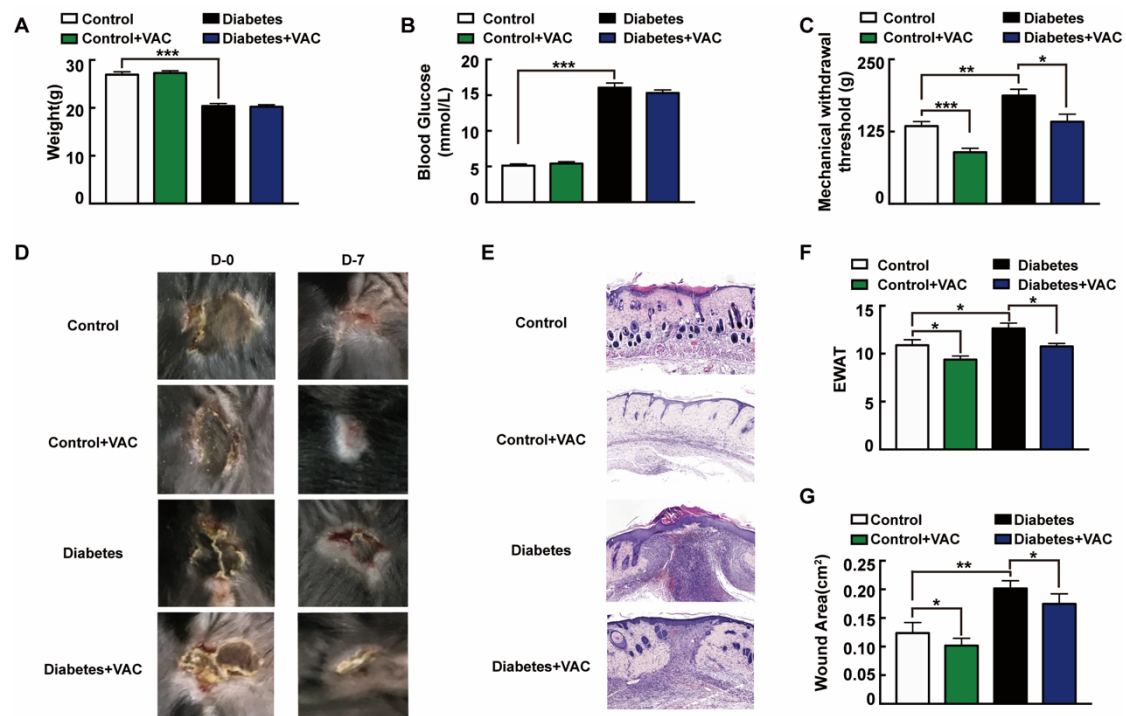 A
Control
Diabetes
Control+VAC
Diabetes+VAC
Weight(g)
30
20
10
0
***
B
Control
Diabetes
Control+VAC
Diabetes+VAC
Blood Glucose
(mmol/L)
20
15
10
5
0
***
C
Control
Diabetes
Control+VAC
Diabetes+VAC
Mechanical withdrawal
threshold (g)
250
125
0
**
*
***
D
D-0
D-7
Control
Control+VAC
Diabetes
Diabetes+VAC
E
Control
Control+VAC
Diabetes
Diabetes+VAC
F
Control
Diabetes
Control+VAC
Diabetes+VAC
EWAT
15
10
5
0
*
*
*
G
Control
Diabetes
Control+VAC
Diabetes+VAC
Wound Area(cm²)
0.25
0.20
0.15
0.10
0.05
0.00
**
*
*